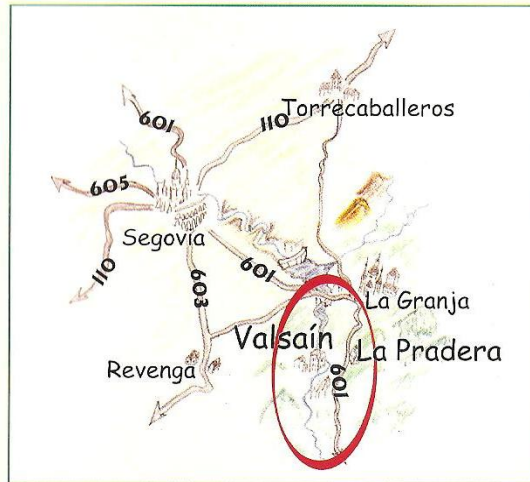 Torrecaballeros
601
110
605
Segovia
110
601
603
La Granja
Valsaín
La Pradera
Revenga
601